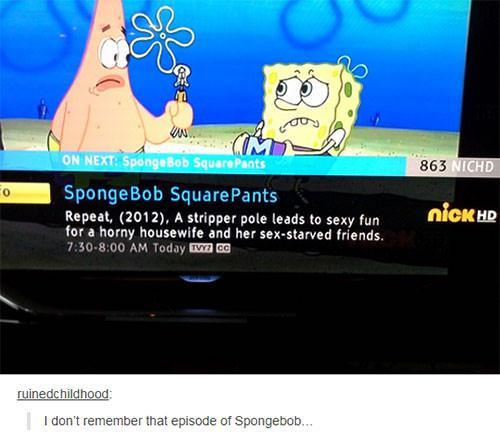 ON NEXT: SpongeBob SquarePants
863 NICHD
fo
SpongeBob SquarePants
nick HD
Repeat, (2012), A stripper pole leads to sexy fun
for a horny housewife and her sex-starved friends.
7:30-8:00 AM Today TVY7 CC
M
ruinedchildhood:
I don't remember that episode of Spongebob...